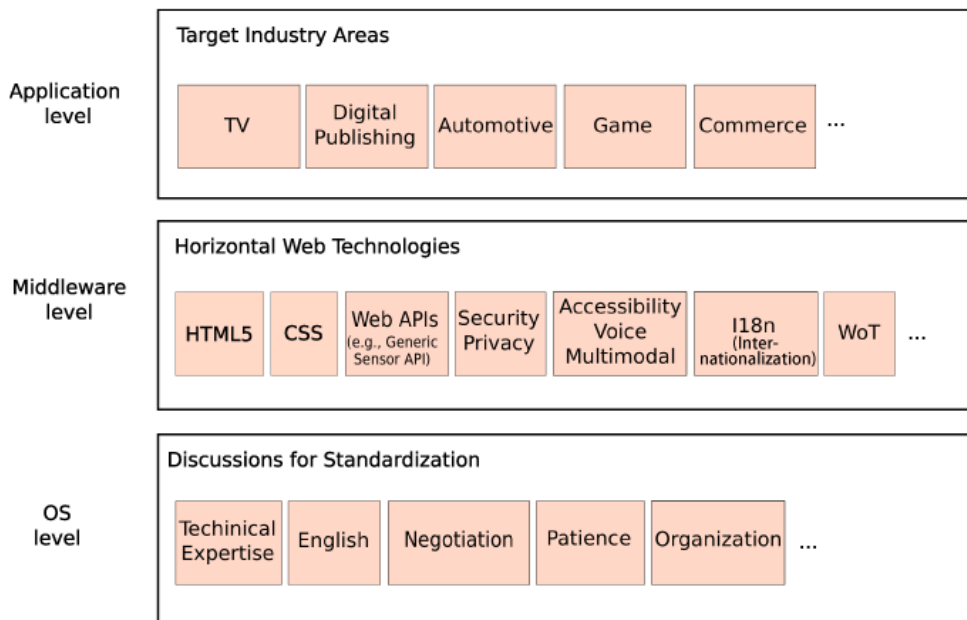 Target Industry Areas
Application
level
TV
Digital
Publishing
Automotive
Game
Commerce
...
Horizontal Web Technologies
Middleware
level
HTML5
CSS
Web APIs
(e.g., Generic
Sensor API)
Security
Privacy
Accessibility
Voice
Multimodal
I18n
(Inter-
nationalization)
WoT
...
Discussions for Standardization
OS
level
Techinical
Expertise
English
Negotiation
Patience
Organization
...